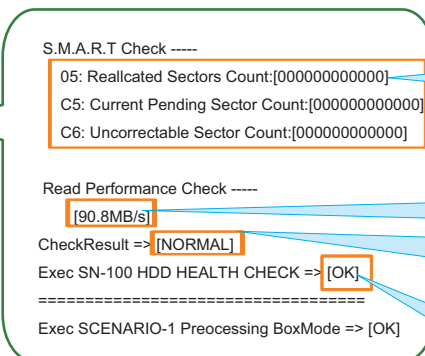 S.M.A.R.T Check -----
05: Reallcated Sectors Count:[000000000000]
C5: Current Pending Sector Count:[000000000000]
C6: Uncorrectable Sector Count:[000000000000]
Read Performance Check -----
[90.8MB/s]
CheckResult => [NORMAL]
Exec SN-100 HDD HEALTH CHECK => [OK]
===================================
Exec SCENARIO-1 Preocessing BoxMode => [OK]